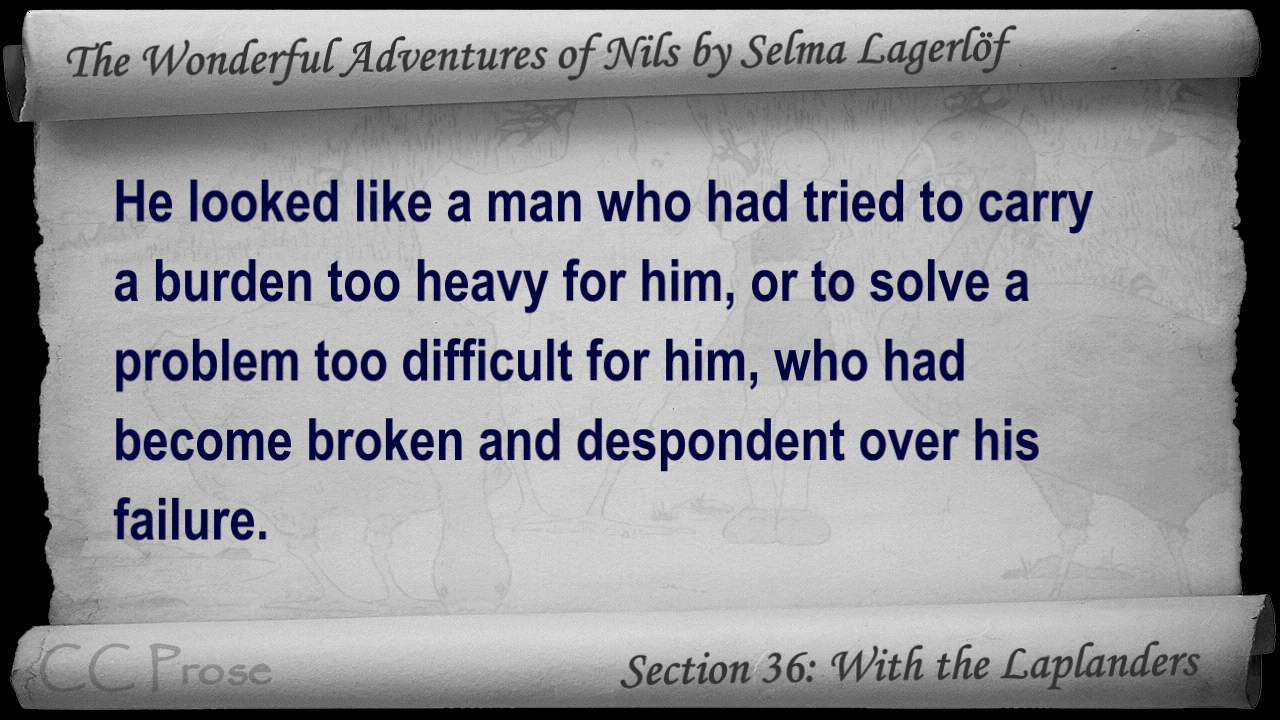 The Wonderful Adventures of Nils by Selma Lagerlöf
He looked like a man who had tried to carry
a burden too heavy for him, or to solve a
problem too difficult for him, who had
become broken and despondent over his
failure.
CC Prose
Section 36: With the Laplanders